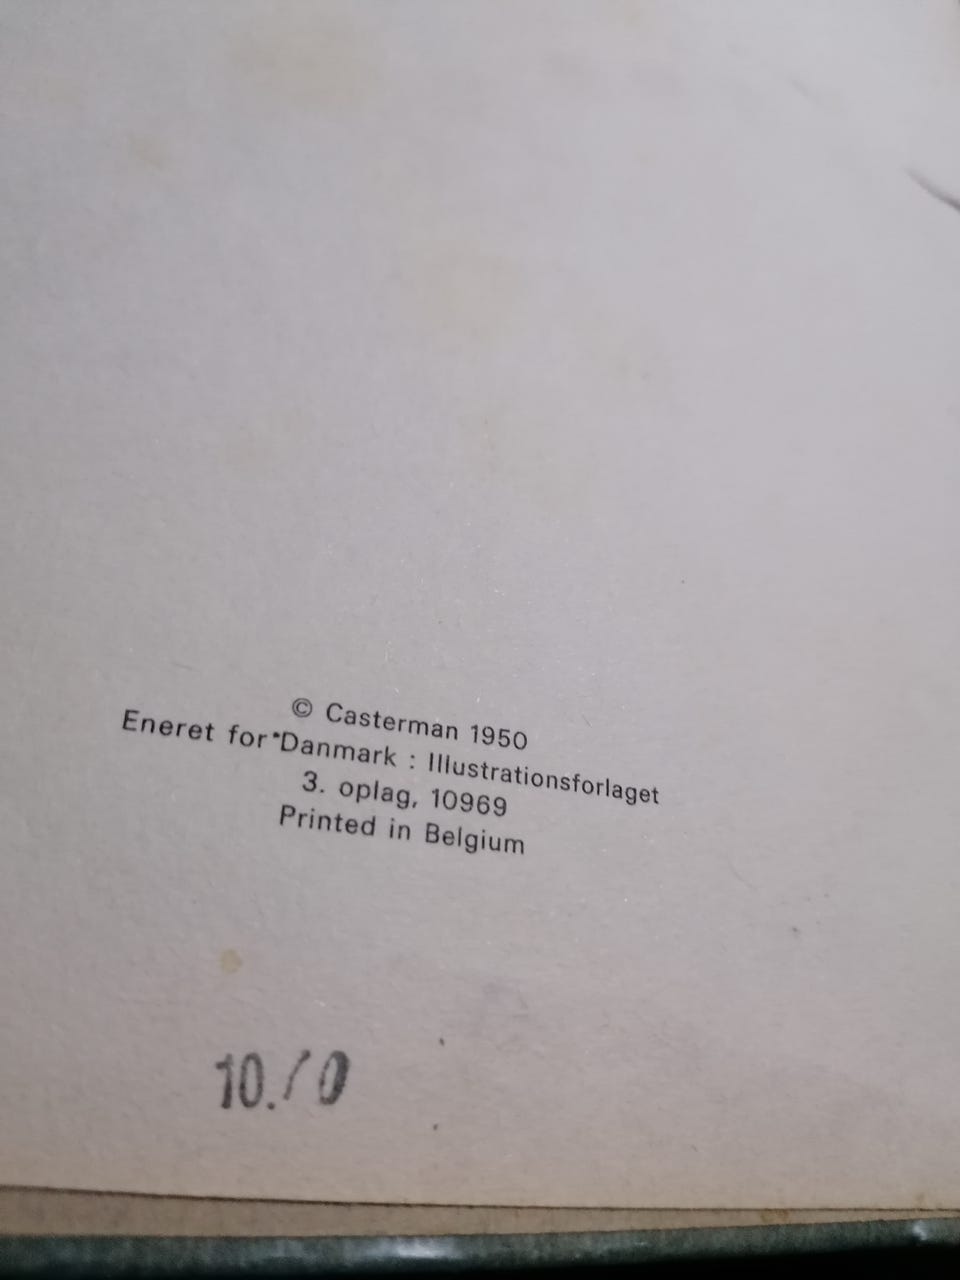 © Casterman 1950
Eneret for Danmark : Illustrationsforlaget
3. oplag, 10969
Printed in Belgium
10./0